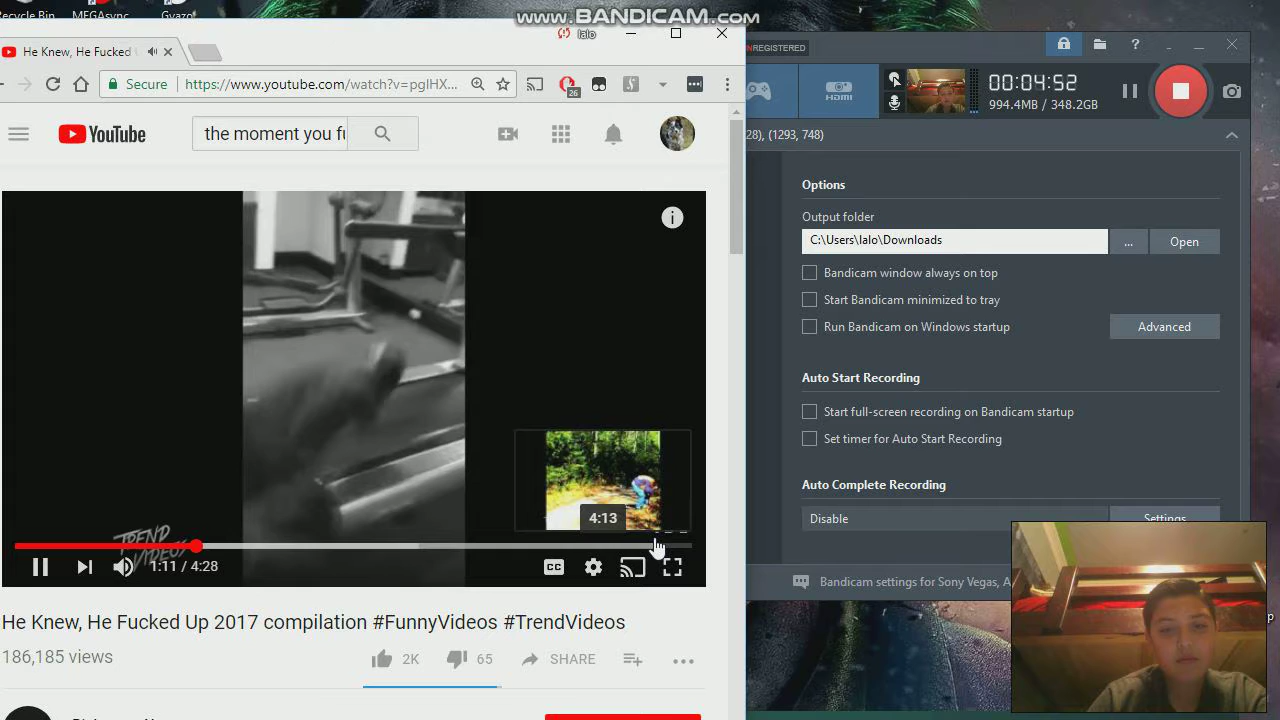 Recycle Bin MEGAsync Gyazo
www.BANDICAM.com
lalo
He Knew, He Fucked
Secure https://www.youtube.com/watch?v=pgIHX...
26
YouTube
the moment you fu
TREND VIDEOS
4:13
1:11 / 4:28
CC
He Knew, He Fucked Up 2017 compilation #FunnyVideos #TrendVideos
186,185 views
2K 65 SHARE
REGISTERED
HDMI
00:04:52
994.4MB / 348.2GB
28), (1293, 748)
Options
Output folder
C:\Users\lalo\Downloads ... Open
Bandicam window always on top
Start Bandicam minimized to tray
Run Bandicam on Windows startup Advanced
Auto Start Recording
Start full-screen recording on Bandicam startup
Set timer for Auto Start Recording
Auto Complete Recording
Disable Settings
Bandicam settings for Sony Vegas, A